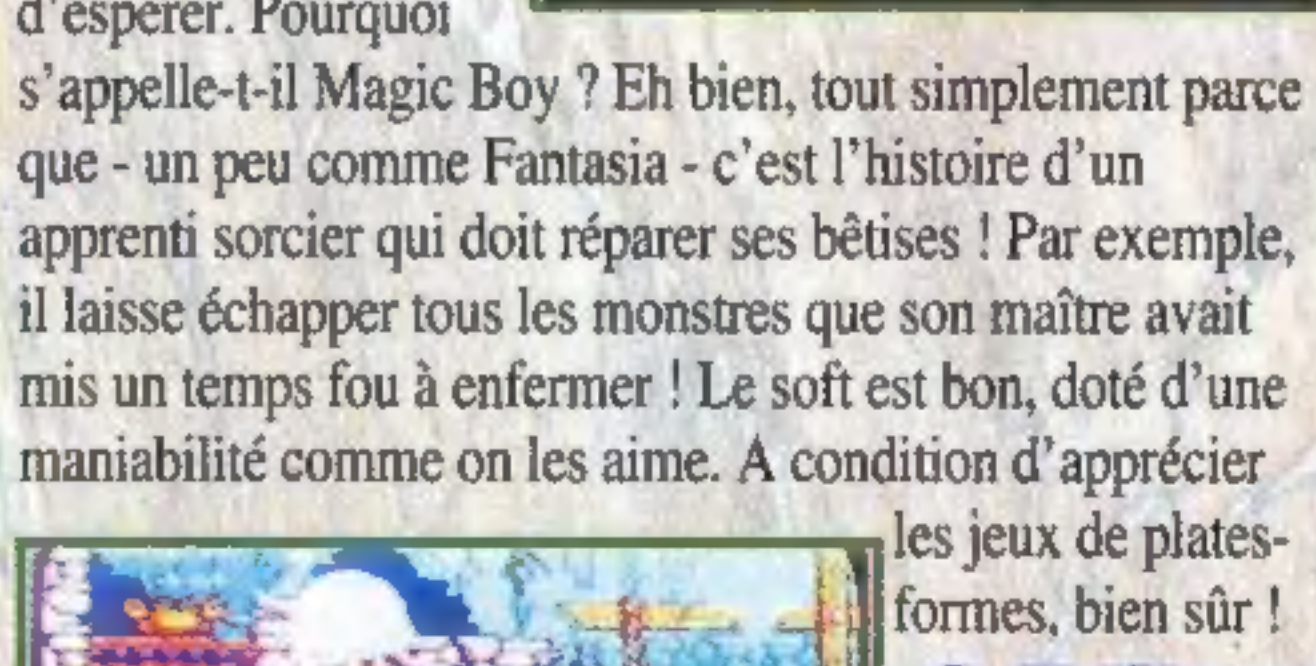 d'espérer. Pourquoi
s'appelle-t-il Magic Boy ? Eh bien, tout simplement parce
que - un peu comme Fantasia - c'est l'histoire d'un
apprenti sorcier qui doit réparer ses bêtises ! Par exemple,
il laisse échapper tous les monstres que son maître avait
mis un temps fou à enfermer ! Le soft est bon, doté d'une
maniabilité comme on les aime. A condition d'apprécier
les jeux de plates-
formes, bien sûr !